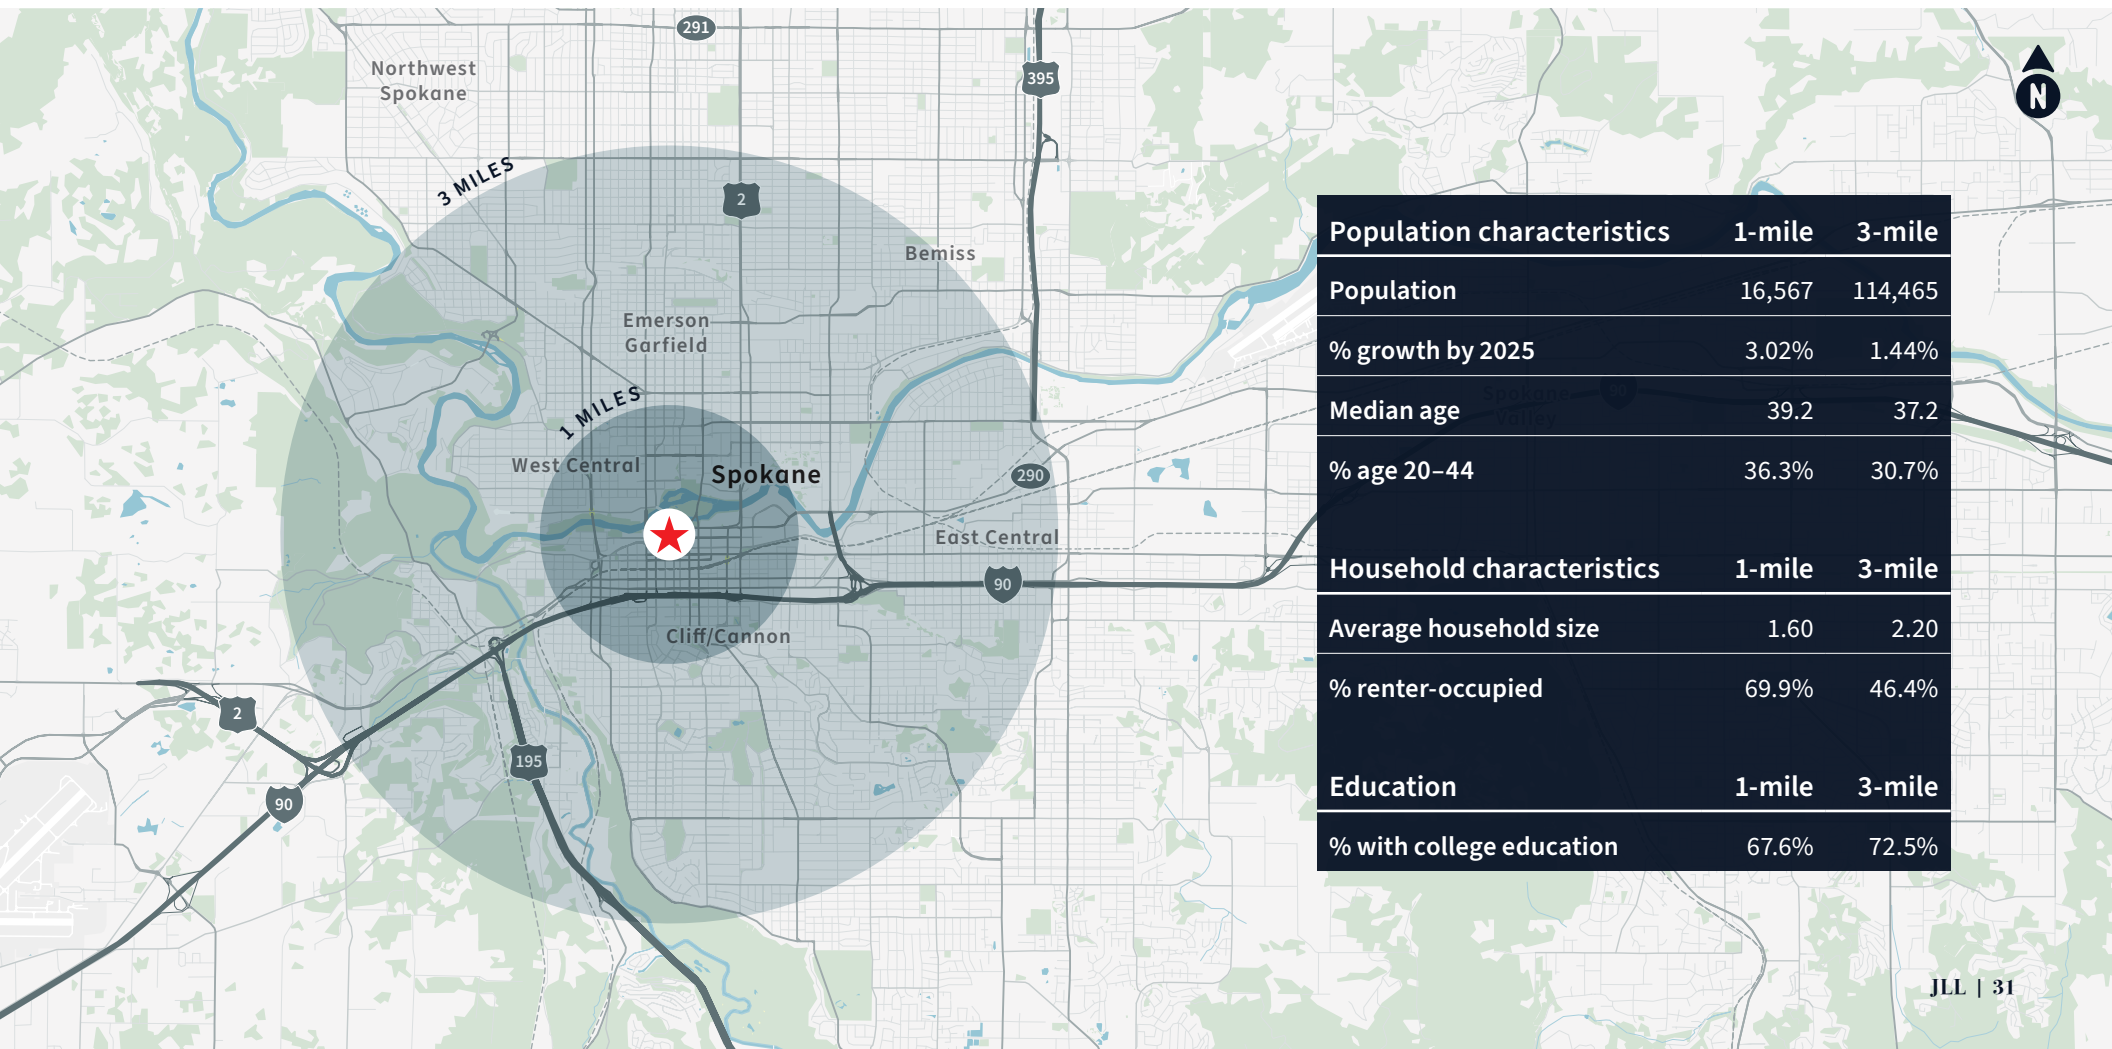 291
Northwest
Spokane
395
N
3 MILES
2
Bemiss
Emerson
Garfield
1 MILES
West Central
Spokane
290
East Central
90
Cliff/Cannon
2
195
90
Population characteristics 1-mile 3-mile
Population 16,567 114,465
% growth by 2025 3.02% 1.44%
Spokane
Valley
90
Median age 39.2 37.2
% age 20–44 36.3% 30.7%
Household characteristics 1-mile 3-mile
Average household size 1.60 2.20
% renter-occupied 69.9% 46.4%
Education 1-mile 3-mile
% with college education 67.6% 72.5%
JLL | 31